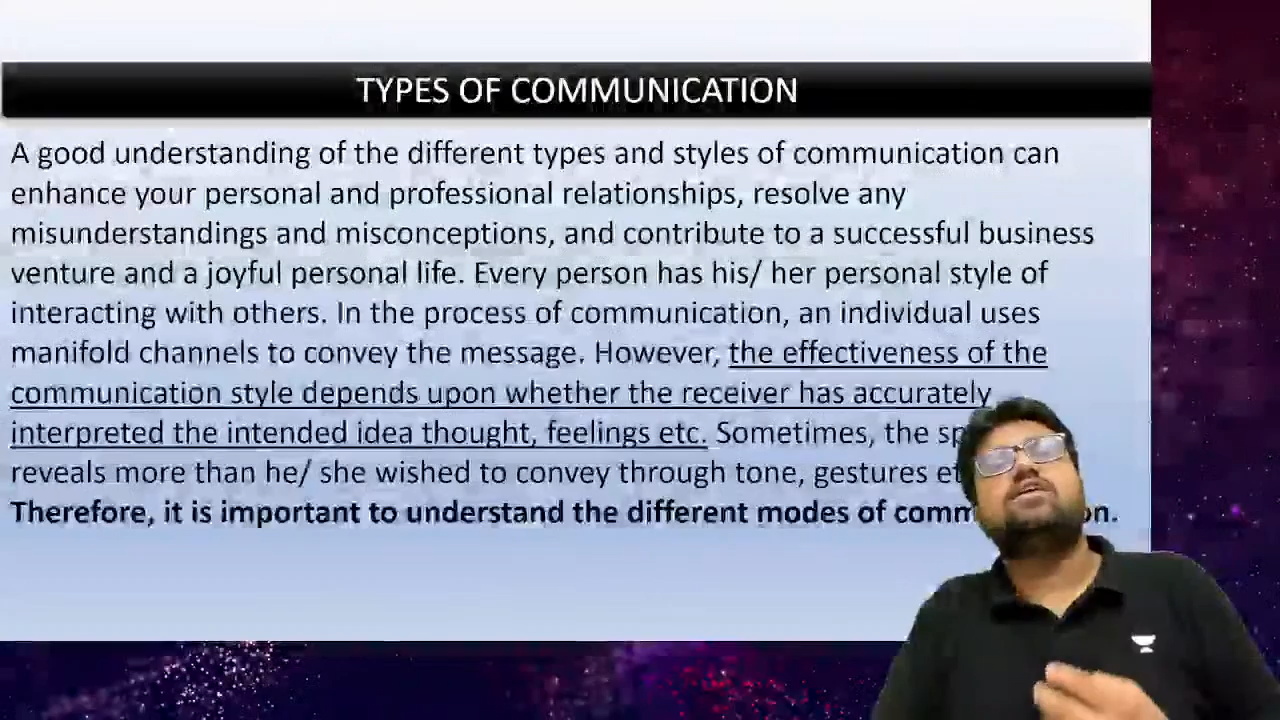 TYPES OF COMMUNICATION
A good understanding of the different types and styles of communication can
enhance your personal and professional relationships, resolve any
misunderstandings and misconceptions, and contribute to a successful business
venture and a joyful personal life. Every person has his/ her personal style of
interacting with others. In the process of communication, an individual uses
manifold channels to convey the message. However, the effectiveness of the
communication style depends upon whether the receiver has accurately
interpreted the intended idea thought, feelings etc. Sometimes, the
reveals more than he/ she wished to convey through tone, gestures
Therefore, it is important to understand the different modes of